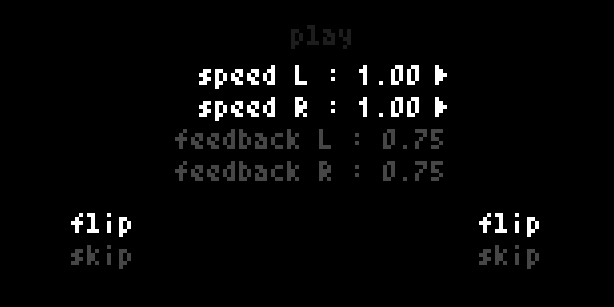 play
speed L : 1.00 ▶
speed R : 1.00 ▶
feedback L : 0.75
feedback R : 0.75
flip flip
skip skip